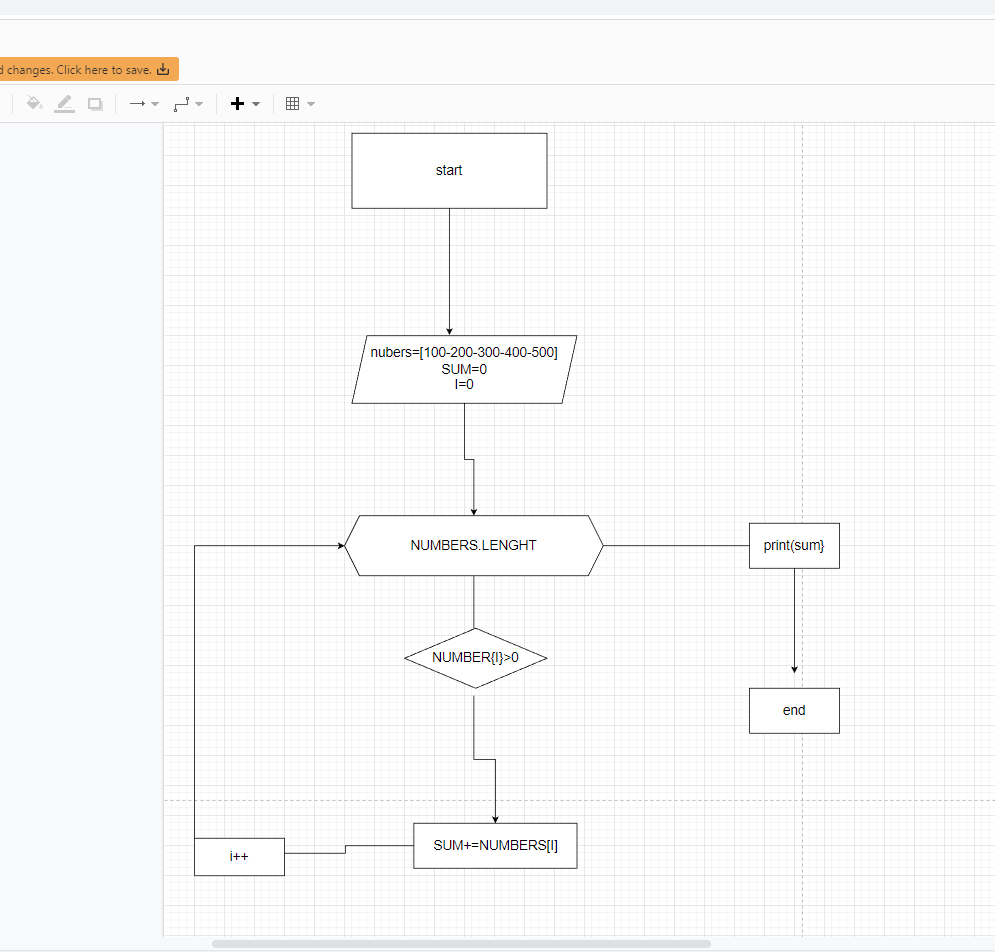 d changes. Click here to save.
start
nubers=[100-200-300-400-500]
SUM=0
I=0
NUMBERS.LENGHT
print(sum}
NUMBER{I}>0
end
SUM+=NUMBERS[I]
i++